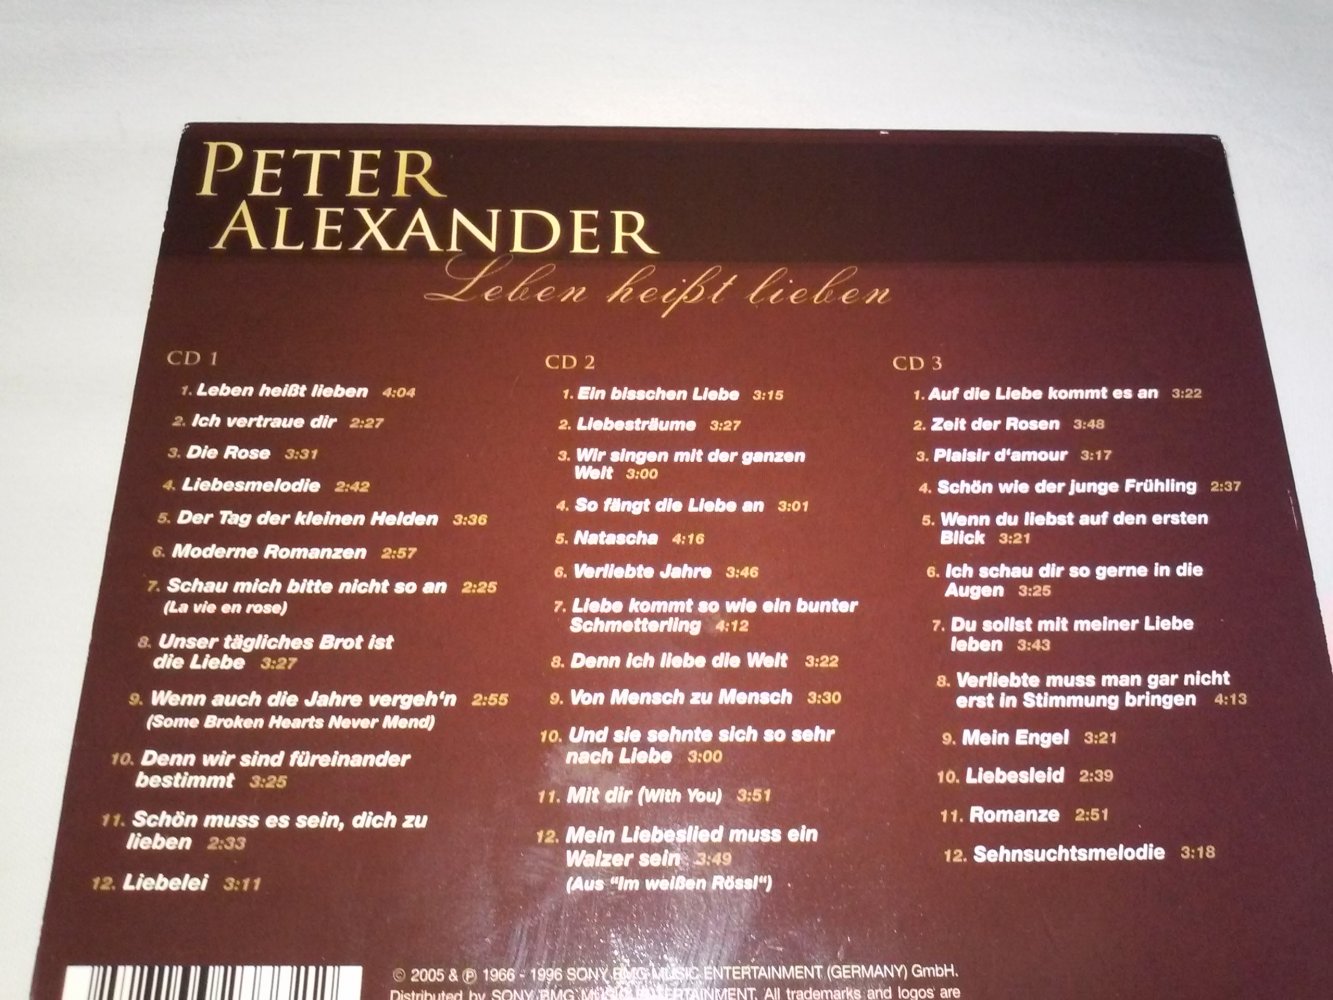 PETER
ALEXANDER
Leben heißt lieben
CD 1
1. Leben heißt lieben 4:04
2. Ich vertraue dir 2:27
3. Die Rose 3:31
4. Liebesmelodie 2:42
5. Der Tag der kleinen Helden 3:36
6. Moderne Romanzen 2:57
7. Schau mich bitte nicht so an 2:25
(La vie en rose)
8. Unser tägliches Brot ist
die Liebe 3:27
9. Wenn auch die Jahre vergeh‘n 2:55
(Some Broken Hearts Never Mend)
10. Denn wir sind füreinander
bestimmt 3:25
11. Schön muss es sein, dich zu
lieben 2:33
12. Liebelei 3:11
CD 2
1. Ein bisschen Liebe 3:15
2. Liebesträume 3:27
3. Wir singen mit der ganzen
Welt 3:00
4. So fängt die Liebe an 3:01
5. Natascha 4:16
6. Verliebte Jahre 3:46
7. Liebe kommt so wie ein bunter
Schmetterling 4:12
8. Denn ich liebe die Welt 3:22
9. Von Mensch zu Mensch 3:30
10. Und sie sehnte sich so sehr
nach Liebe 3:00
11. Mit dir (With You) 3:51
12. Mein Liebeslied muss ein
Walzer sein 3:49
(Aus "Im weißen Rössl“)
CD 3
1. Auf die Liebe kommt es an 3:22
2. Zeit der Rosen 3:48
3. Plaisir d‘amour 3:17
4. Schön wie der junge Frühling 2:37
5. Wenn du liebst auf den ersten
Blick 3:21
6. Ich schau dir so gerne in die
Augen 3:25
7. Du sollst mit meiner Liebe
leben 3:43
8. Verliebte muss man gar nicht
erst in Stimmung bringen 4:13
9. Mein Engel 3:21
10. Liebesleid 2:39
11. Romanze 2:51
12. Sehnsuchtsmelodie 3:18
© 2005 & ℗ 1966 - 1996 SONY BMG MUSIC ENTERTAINMENT (GERMANY) GmbH.
Distributed by SONY BMG MUSIC ENTERTAINMENT. All trademarks and logos are